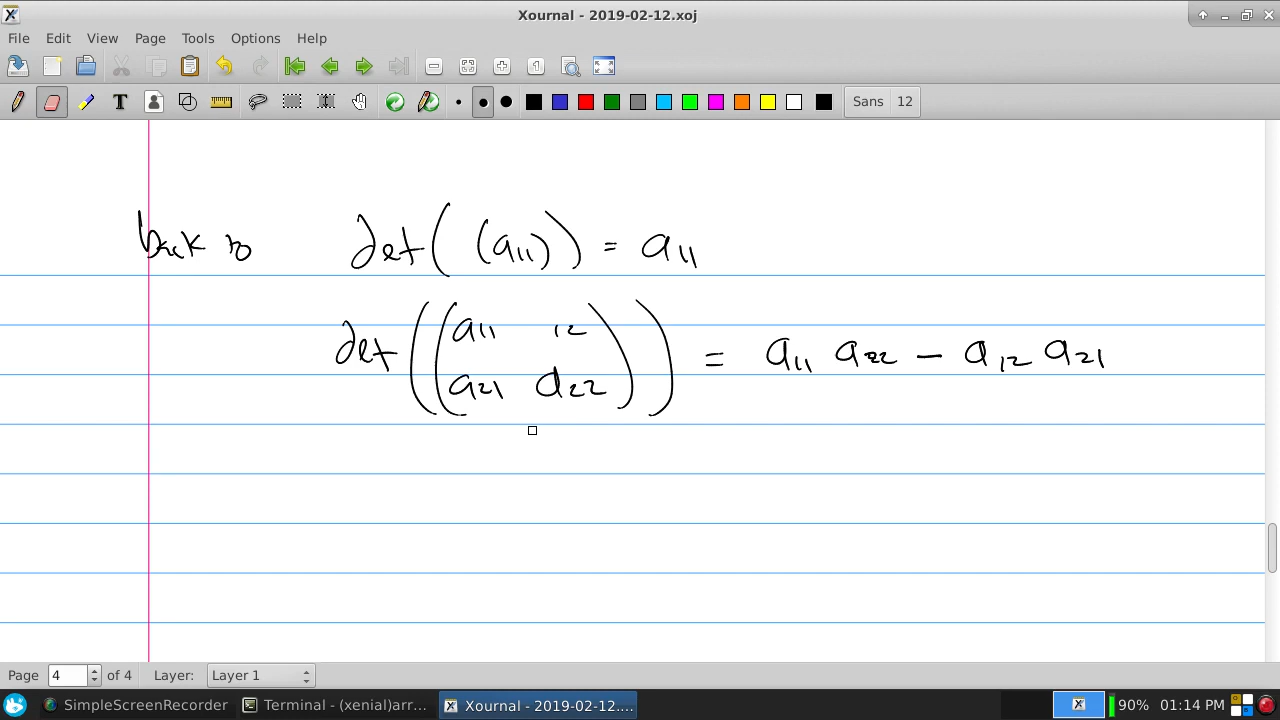 Xournal - 2019-02-12.xoj
File Edit View Page Tools Options Help
Sans 12
back to det((a11)) = a11
det((a11 12
a21 a22)) = a11 a22 - a12 a21
Page 4 of 4 Layer: Layer 1
SimpleScreenRecorder Terminal - (xenial)arr... Xournal - 2019-02-12.... 90% 01:14 PM